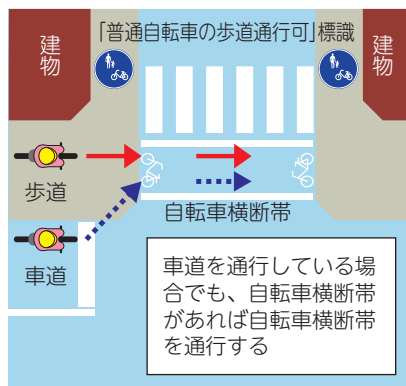 「普通自転車の歩道通行可」標識
建物
建物
歩道
自転車横断帯
車道
車道を通行している場
合でも、自転車横断帯
があれば自転車横断帯
を通行する